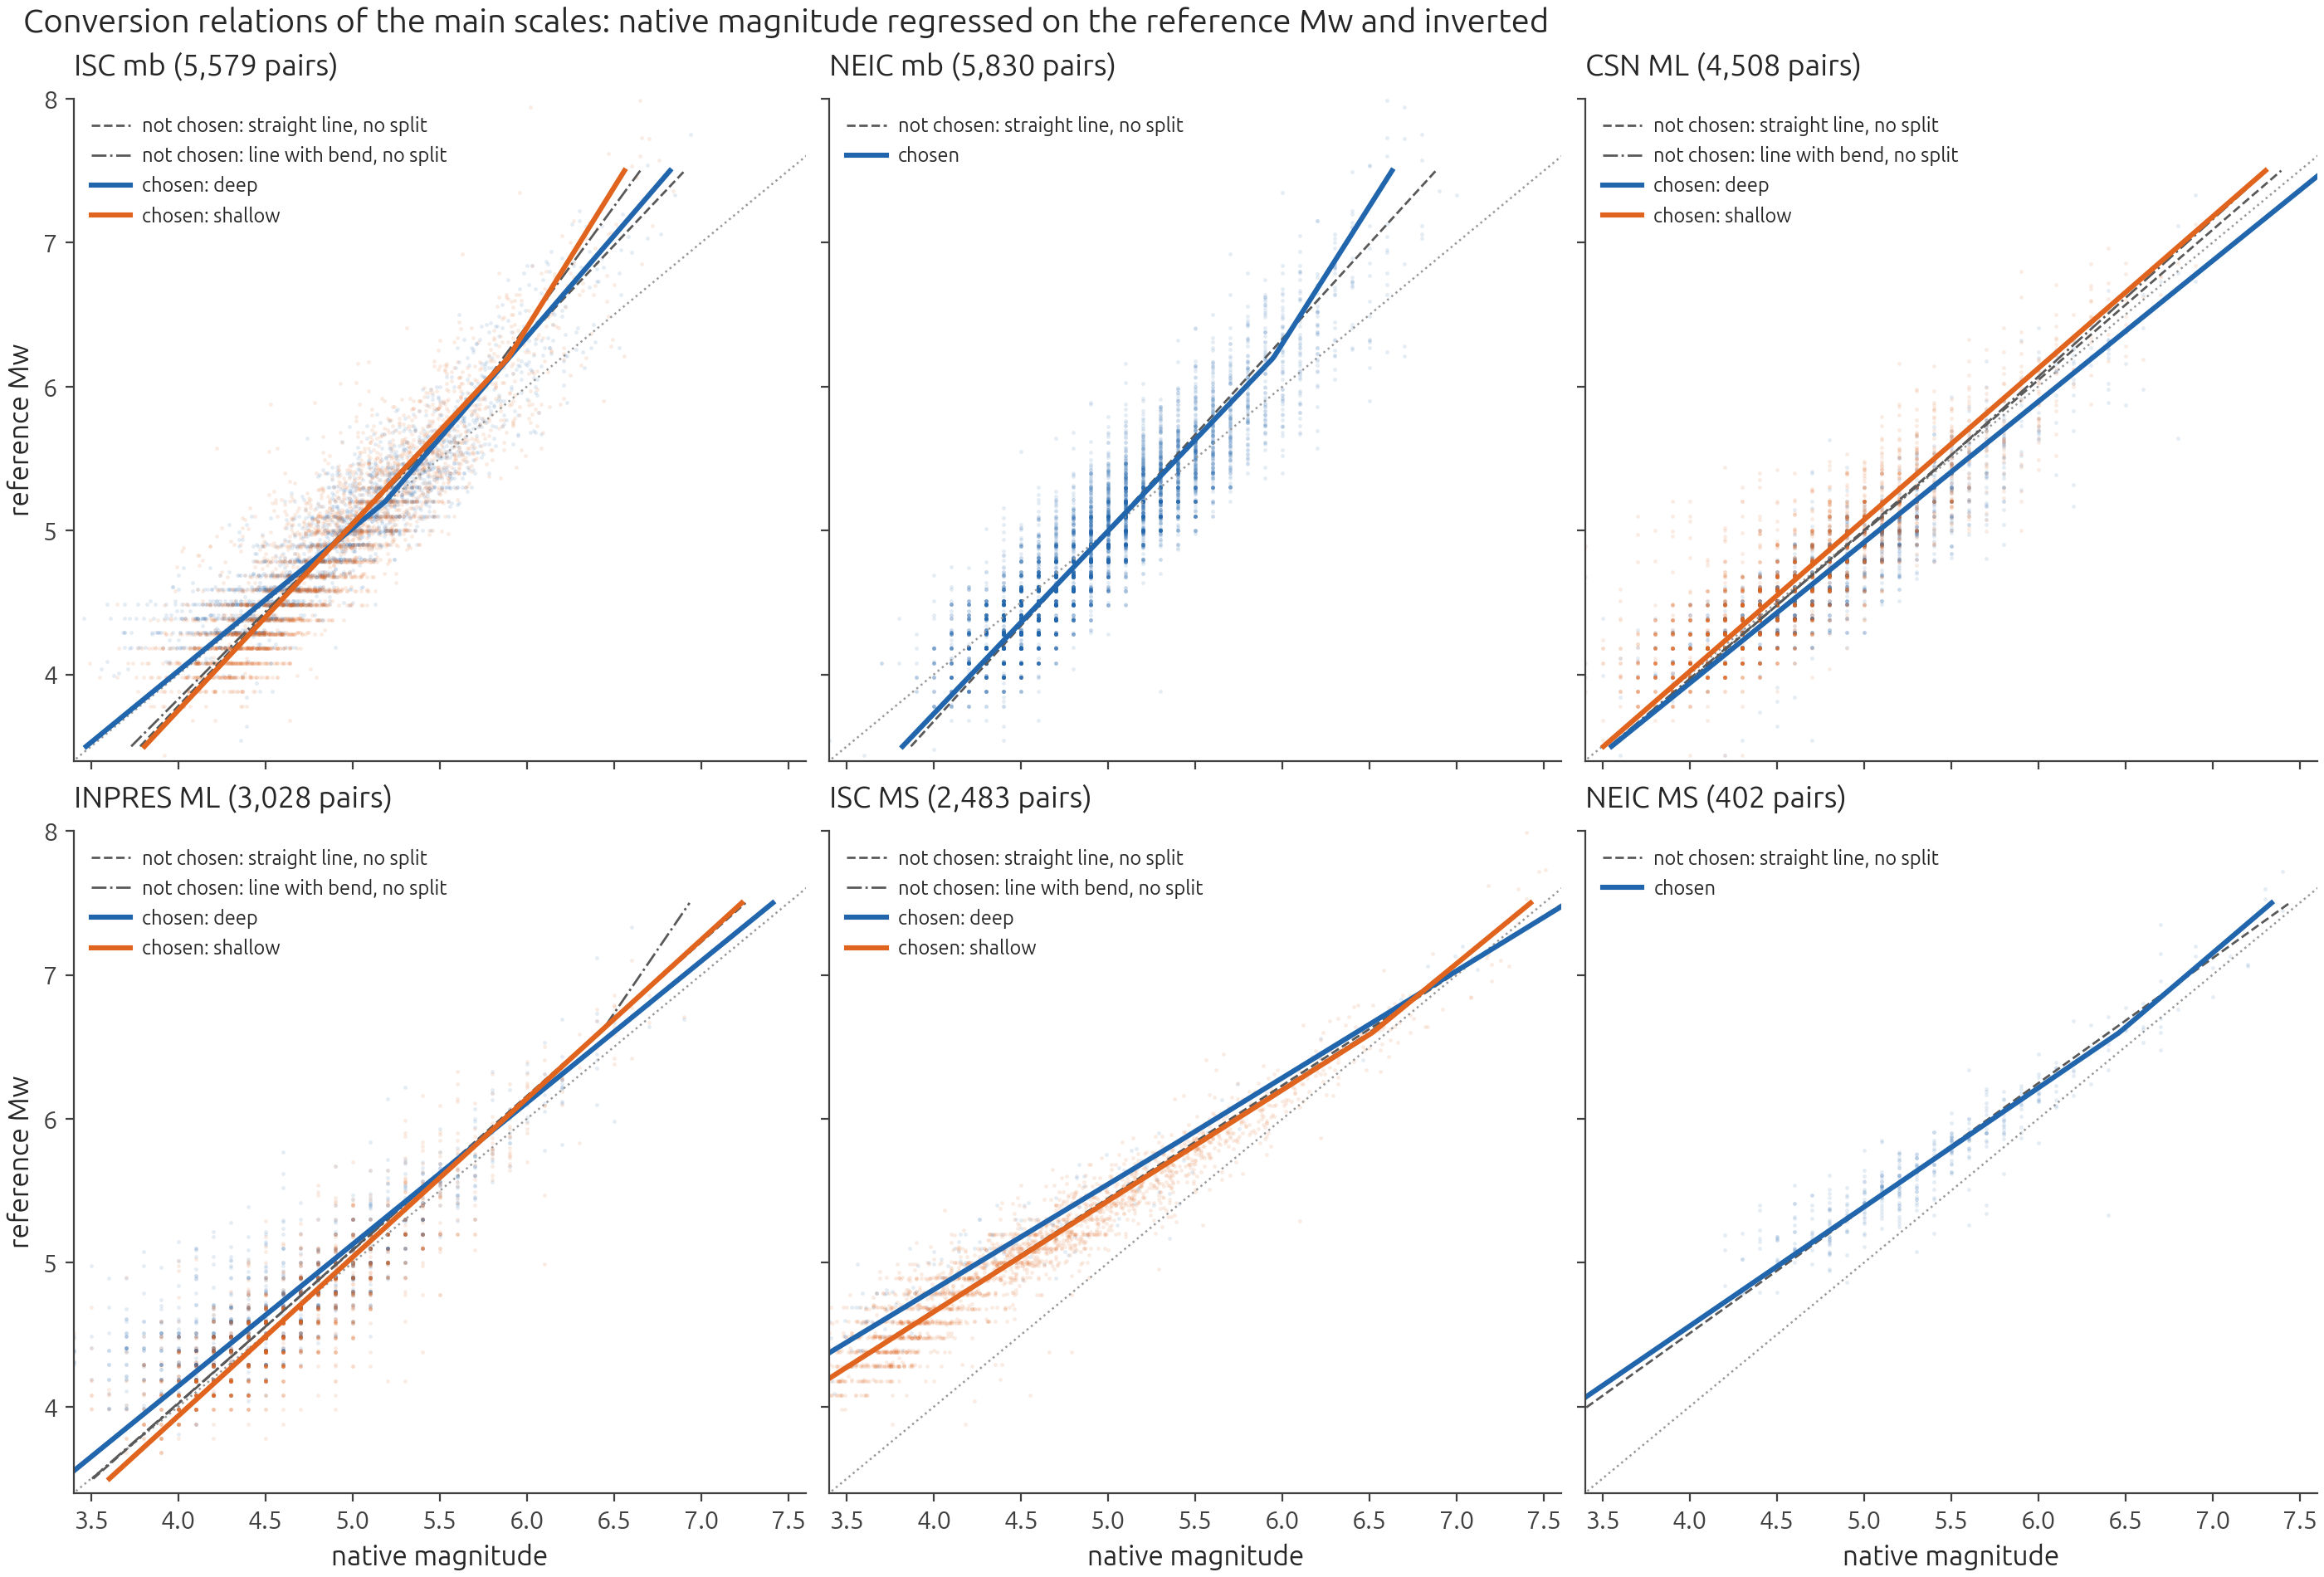 Conversion relations of the main scales: native magnitude regressed on the reference Mw and inverted
ISC mb (5,579 pairs)
not chosen: straight line, no split
not chosen: line with bend, no split
chosen: deep
chosen: shallow
8
7
6
5
4
reference Mw
NEIC mb (5,830 pairs)
not chosen: straight line, no split
chosen
CSN ML (4,508 pairs)
not chosen: straight line, no split
not chosen: line with bend, no split
chosen: deep
chosen: shallow
INPRES ML (3,028 pairs)
not chosen: straight line, no split
not chosen: line with bend, no split
chosen: deep
chosen: shallow
8
7
6
5
4
reference Mw
3.5 4.0 4.5 5.0 5.5 6.0 6.5 7.0 7.5
native magnitude
ISC MS (2,483 pairs)
not chosen: straight line, no split
not chosen: line with bend, no split
chosen: deep
chosen: shallow
3.5 4.0 4.5 5.0 5.5 6.0 6.5 7.0 7.5
native magnitude
NEIC MS (402 pairs)
not chosen: straight line, no split
chosen
3.5 4.0 4.5 5.0 5.5 6.0 6.5 7.0 7.5
native magnitude